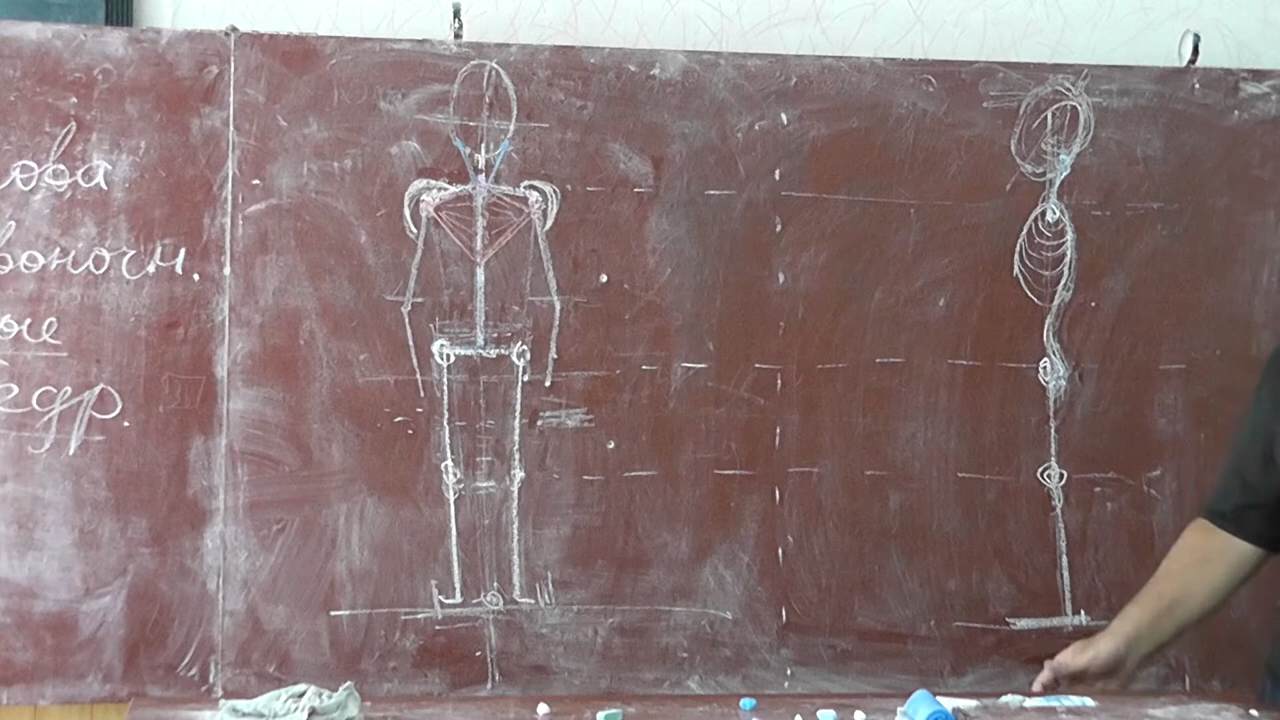 ова
воночн.
ые
едр.